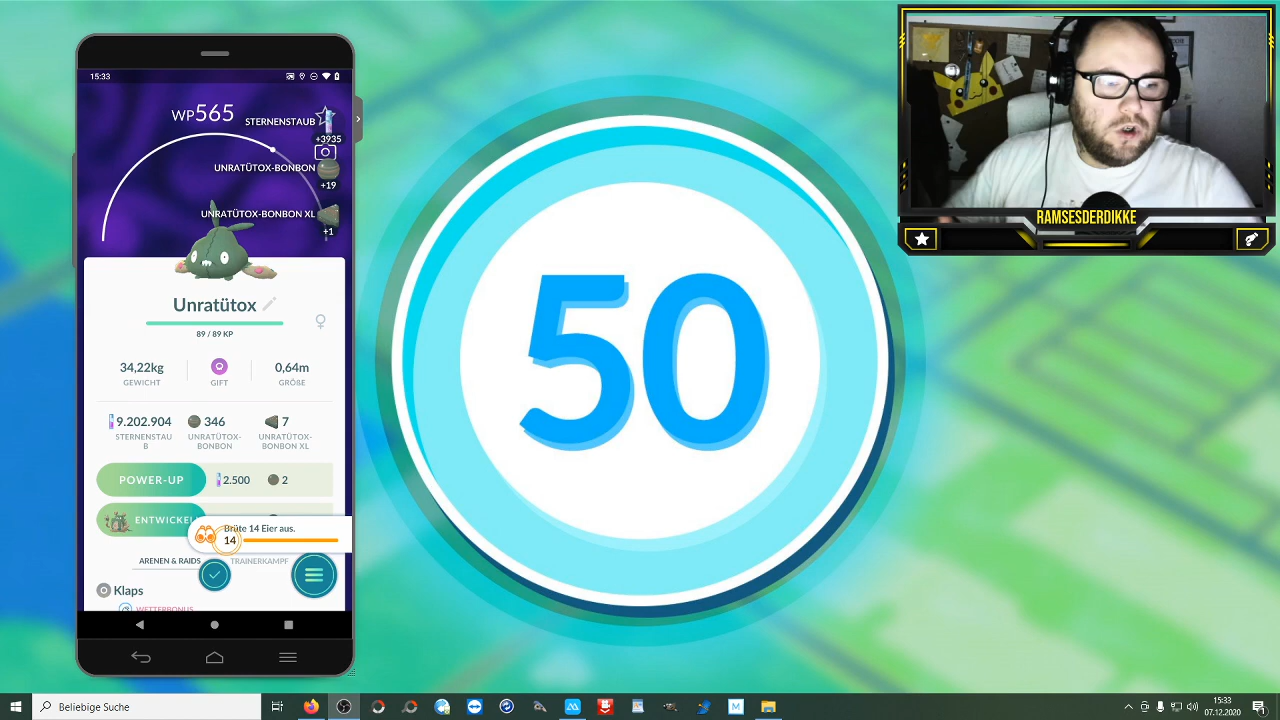 15:33
WP565
STERNENSTAUB
+3935
UNRATÜTOX-BONBON
+19
UNRATÜTOX-BONBON XL
+1
Unratütox
89 / 89 KP
34,22kg
GEWICHT
GIFT
0,64m
GRÖßE
9.202.904
STERNENSTAU
B
346
UNRATÜTOX-
BONBON
7
UNRATÜTOX-
BONBON XL
POWER-UP
2.500
2
ENTWICKEL
Brüte 14 Eier aus.
14
ARENEN & RAIDS
TRAINERKAMPF
Klaps
WETTERBONUS
50
RAMSESDERDIKKE
Beliebige Suche
15:33
07.12.2020